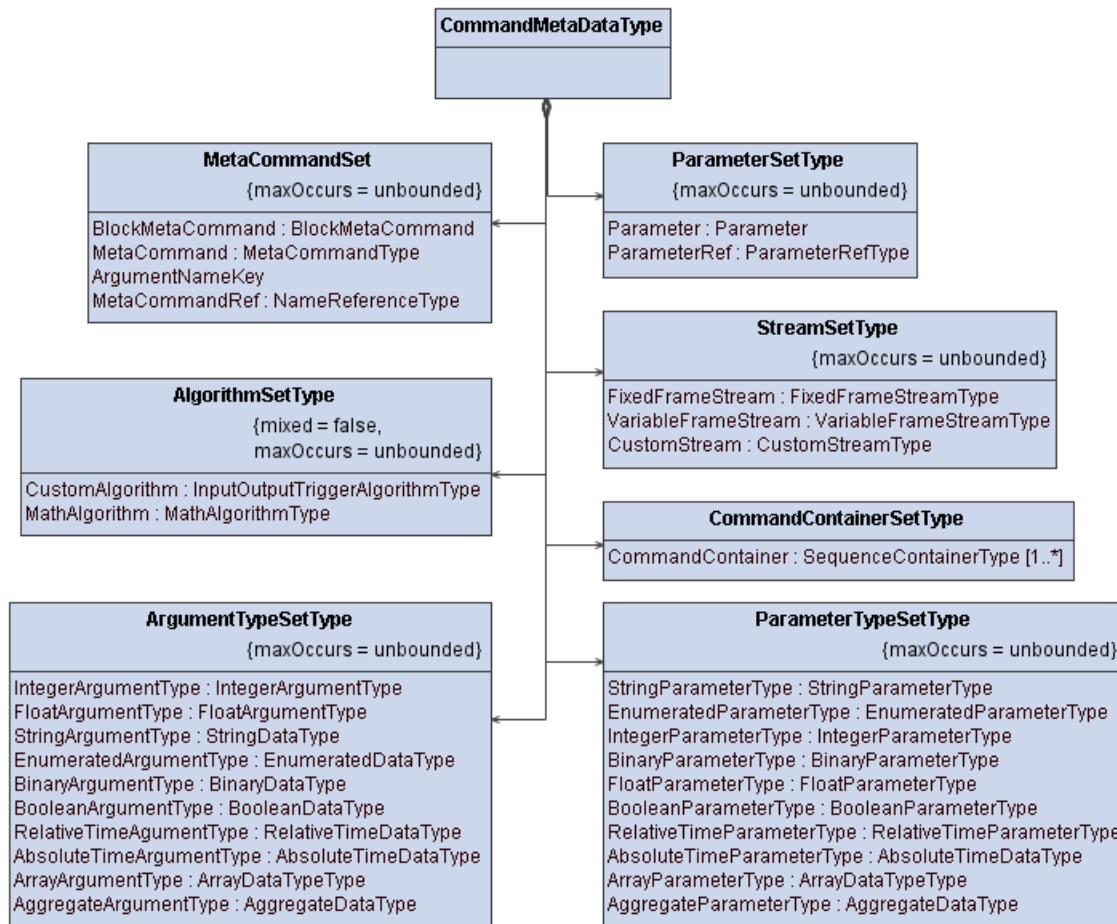 CommandMetaDataType
MetaCommandSet
{maxOccurs = unbounded}
BlockMetaCommand : BlockMetaCommand
MetaCommand : MetaCommandType
ArgumentNameKey
MetaCommandRef : NameReferenceType
ParameterSetType
{maxOccurs = unbounded}
Parameter : Parameter
ParameterRef : ParameterRefType
StreamSetType
{maxOccurs = unbounded}
FixedFrameStream : FixedFrameStreamType
VariableFrameStream : VariableFrameStreamType
CustomStream : CustomStreamType
AlgorithmSetType
{mixed = false,
maxOccurs = unbounded}
CustomAlgorithm : InputOutputTriggerAlgorithmType
MathAlgorithm : MathAlgorithmType
CommandContainerSetType
CommandContainer : SequenceContainerType [1..*]
ArgumentTypeSetType
{maxOccurs = unbounded}
IntegerArgumentType : IntegerArgumentType
FloatArgumentType : FloatArgumentType
StringArgumentType : StringDataType
EnumeratedArgumentType : EnumeratedDataType
BinaryArgumentType : BinaryDataType
BooleanArgumentType : BooleanDataType
RelativeTimeAgumentType : RelativeTimeDataType
AbsoluteTimeArgumentType : AbsoluteTimeDataType
ArrayArgumentType : ArrayDataTypeType
AggregateArgumentType : AggregateDataType
ParameterTypeSetType
{maxOccurs = unbounded}
StringParameterType : StringParameterType
EnumeratedParameterType : EnumeratedParameterType
IntegerParameterType : IntegerParameterType
BinaryParameterType : BinaryParameterType
FloatParameterType : FloatParameterType
BooleanParameterType : BooleanParameterType
RelativeTimeParameterType : RelativeTimeParameterType
AbsoluteTimeParameterType : AbsoluteTimeDataType
ArrayParameterType : ArrayDataTypeType
AggregateParameterType : AggregateDataType